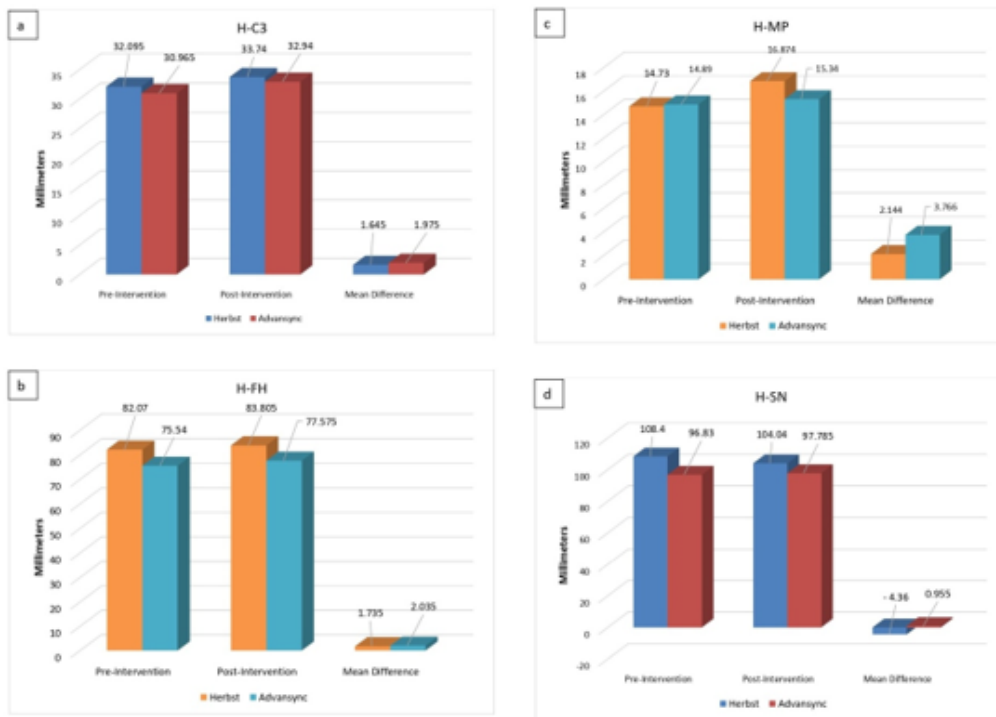 a
H-C3
32.095
30.965
33.74
32.94
1.645
1.975
35
30
25
20
15
10
5
0
Millimeters
Pre-Intervention
Post-Intervention
Mean Difference
Herbst
Advansync
c
H-MP
14.73
14.89
16.874
15.34
2.144
3.766
18
16
14
12
10
8
6
4
2
0
Millimeters
Pre-Intervention
Post-Intervention
Mean Difference
Herbst
Advansync
b
H-FH
82.07
75.54
83.805
77.575
1.735
2.035
90
80
70
60
50
40
30
20
10
0
Millimeters
Pre-Intervention
Post-Intervention
Mean Difference
Herbst
Advansync
d
H-SN
108.4
96.83
104.04
97.785
- 4.36
0.955
120
100
80
60
40
20
0
-20
Millimeters
Pre-Intervention
Post-Intervention
Mean Difference
Herbst
Advansync